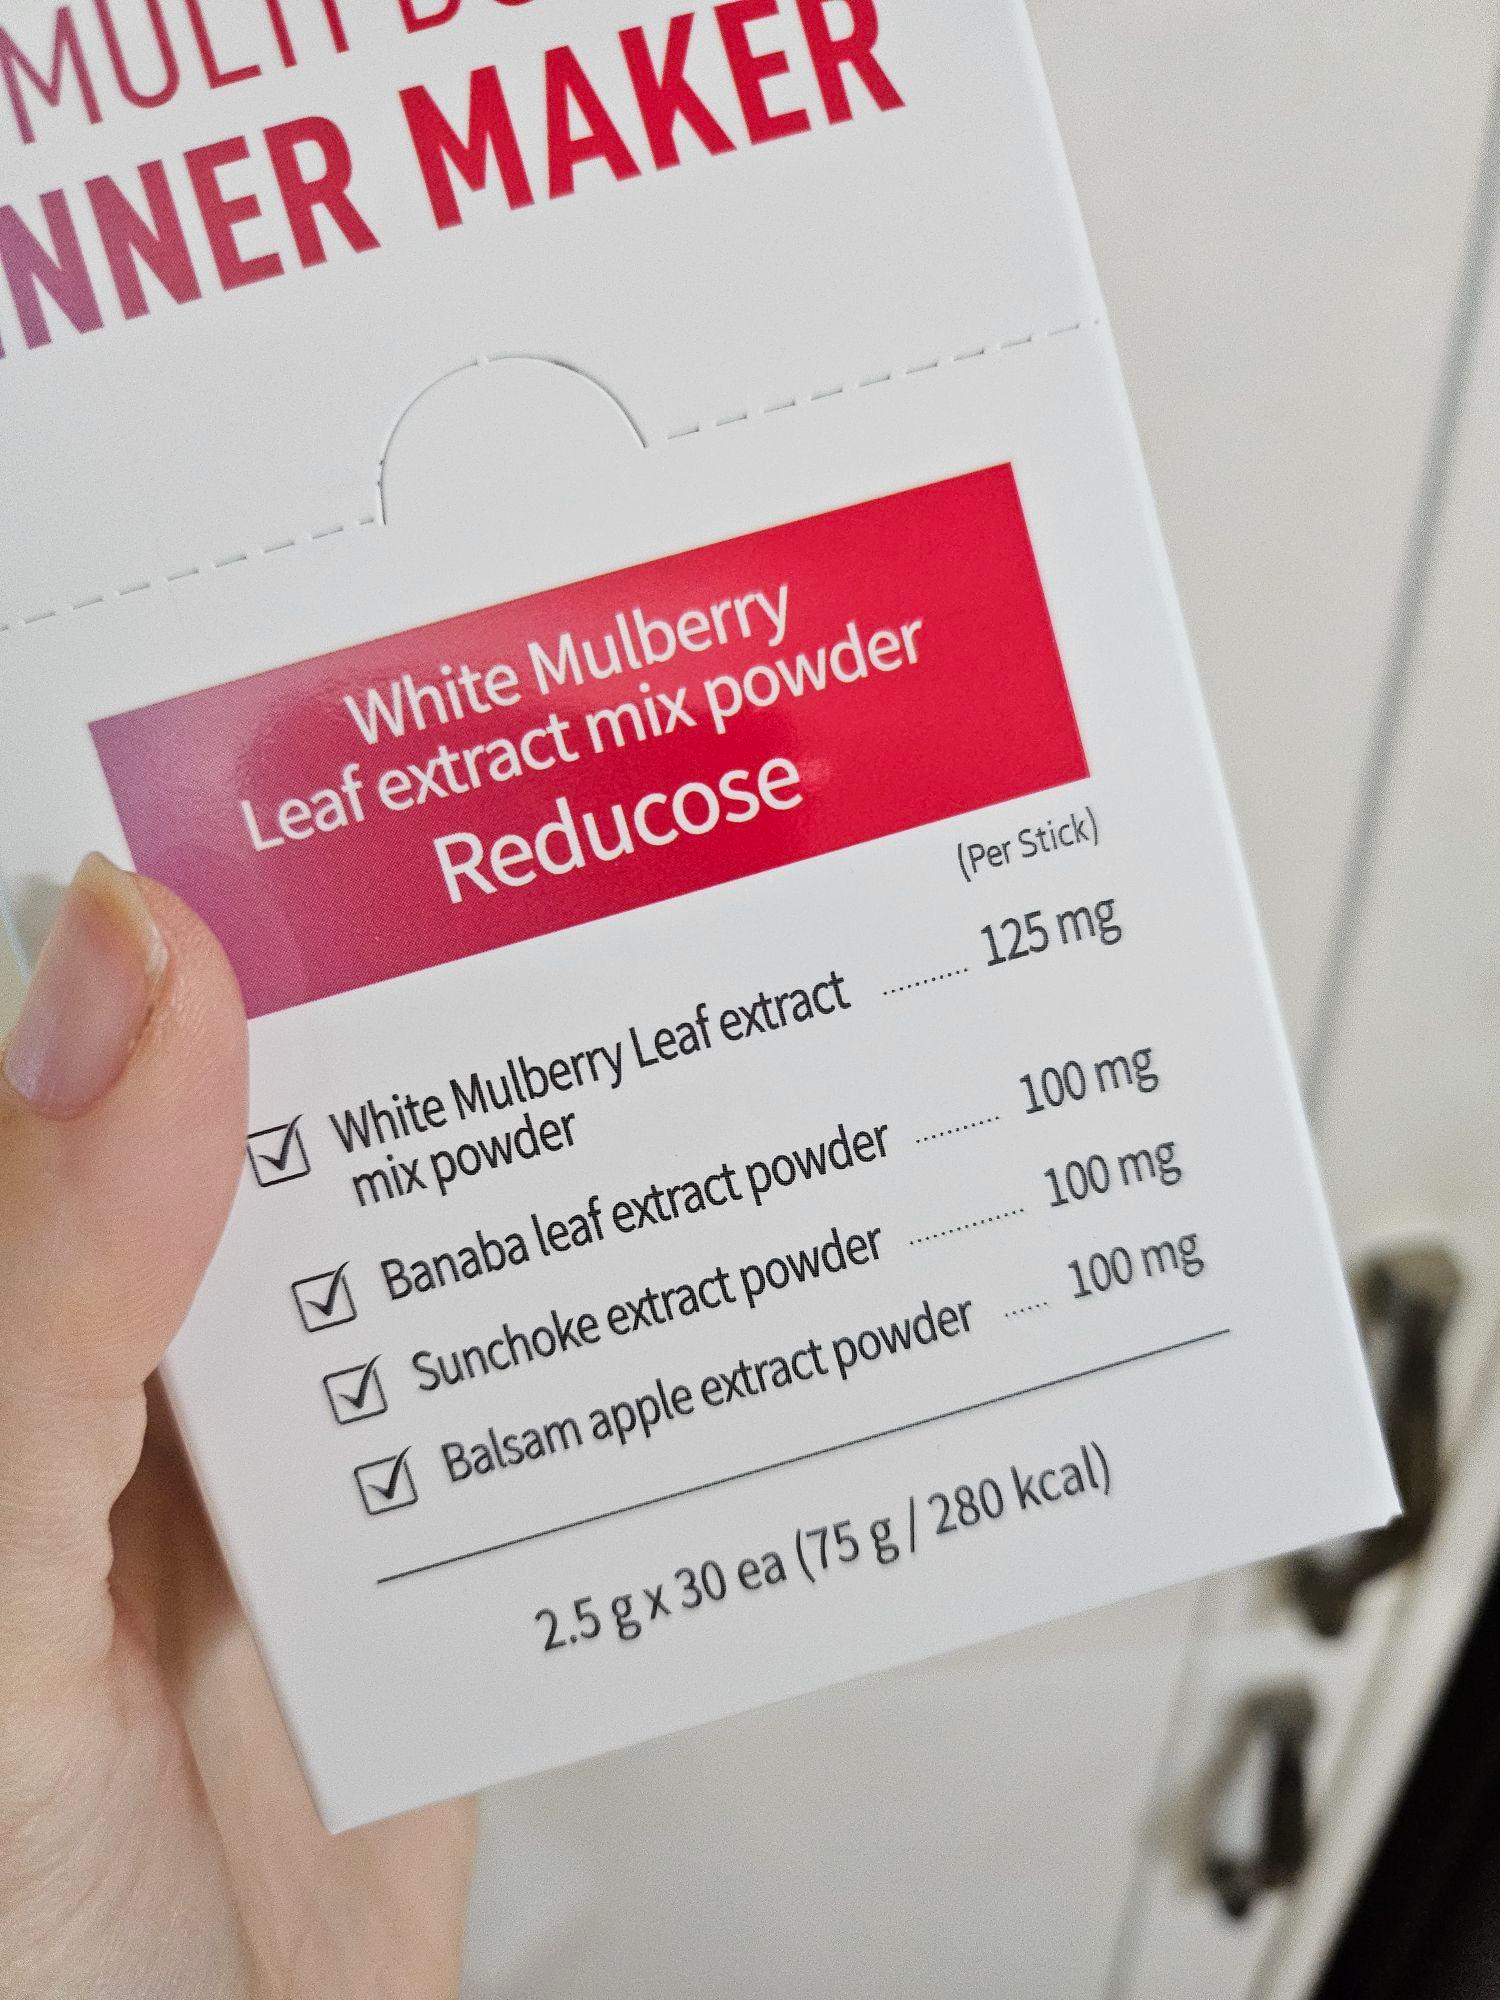 MULTI
INNER MAKER
White Mulberry
Leaf extract mix powder
Reducose
(Per Stick)
☑ White Mulberry Leaf extract .......... 125 mg
mix powder
☑ Banaba leaf extract powder .......... 100 mg
☑ Sunchoke extract powder .......... 100 mg
☑ Balsam apple extract powder ...... 100 mg
2.5 g x 30 ea (75 g / 280 kcal)